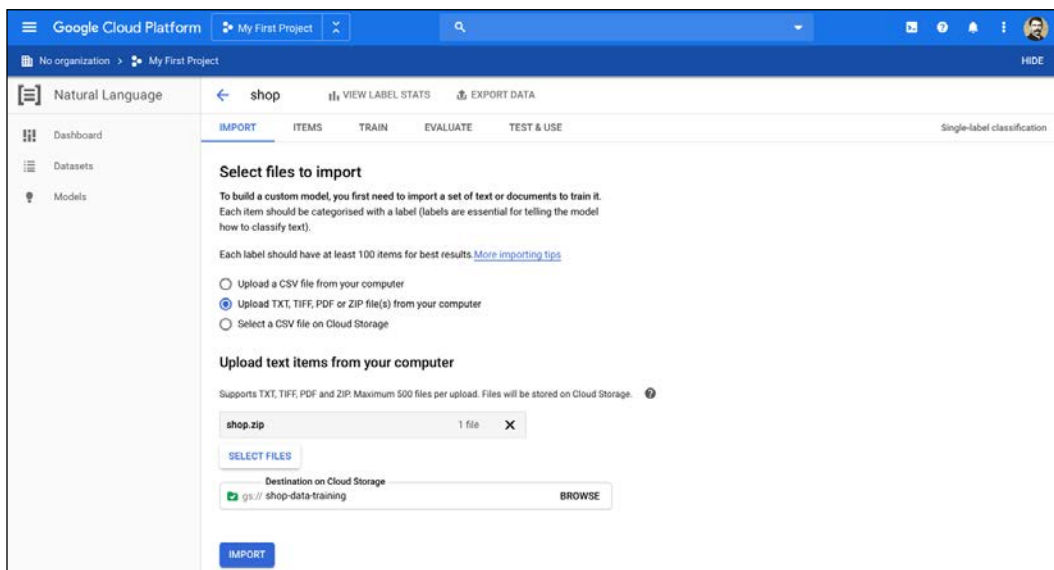 Google Cloud Platform
My First Project
No organization > My First Project
HIDE
Natural Language
shop
VIEW LABEL STATS
EXPORT DATA
Dashboard
Datasets
Models
IMPORT
ITEMS
TRAIN
EVALUATE
TEST & USE
Single-label classification
Select files to import
To build a custom model, you first need to import a set of text or documents to train it.
Each item should be categorised with a label (labels are essential for telling the model
how to classify text).
Each label should have at least 100 items for best results.More importing tips
Upload a CSV file from your computer
Upload TXT, TIFF, PDF or ZIP file(s) from your computer
Select a CSV file on Cloud Storage
Upload text items from your computer
Supports TXT, TIFF, PDF and ZIP. Maximum 500 files per upload. Files will be stored on Cloud Storage.
shop.zip 1 file
SELECT FILES
Destination on Cloud Storage
gs:// shop-data-training BROWSE
IMPORT